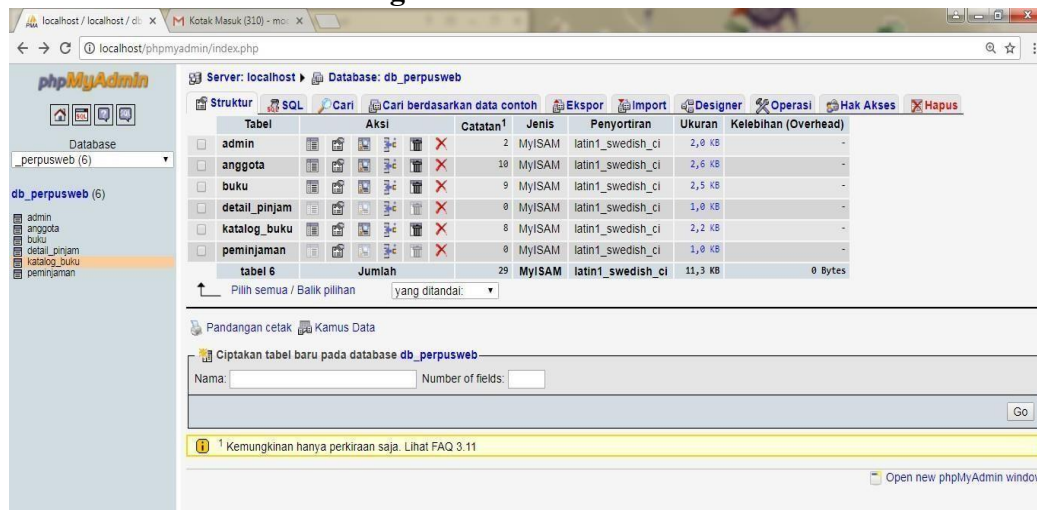 localhost / localhost / db
Kotak Masuk (310) - moc
localhost/phpmyadmin/index.php
phpMyAdmin
Database
_perpusweb (6)
db_perpusweb (6)
admin
anggota
buku
detail_pinjam
katalog_buku
peminjaman
Server: localhost Database: db_perpusweb
Struktur SQL Cari Cari berdasarkan data contoh Ekspor Import Designer Operasi Hak Akses Hapus
Tabel Aksi Catatan1 Jenis Penyortiran Ukuran Kelebihan (Overhead)
admin 2 MyISAM latin1_swedish_ci 2,0 KB -
anggota 10 MyISAM latin1_swedish_ci 2,6 KB -
buku 9 MyISAM latin1_swedish_ci 2,5 KB -
detail_pinjam 0 MyISAM latin1_swedish_ci 1,0 KB -
katalog_buku 8 MyISAM latin1_swedish_ci 2,2 KB -
peminjaman 0 MyISAM latin1_swedish_ci 1,0 KB -
tabel 6 Jumlah 29 MyISAM latin1_swedish_ci 11,3 KB 0 Bytes
Pilih semua / Balik pilihan yang ditandai:
Pandangan cetak Kamus Data
Ciptakan tabel baru pada database db_perpusweb
Nama: Number of fields:
Go
1 Kemungkinan hanya perkiraan saja. Lihat FAQ 3.11
Open new phpMyAdmin window